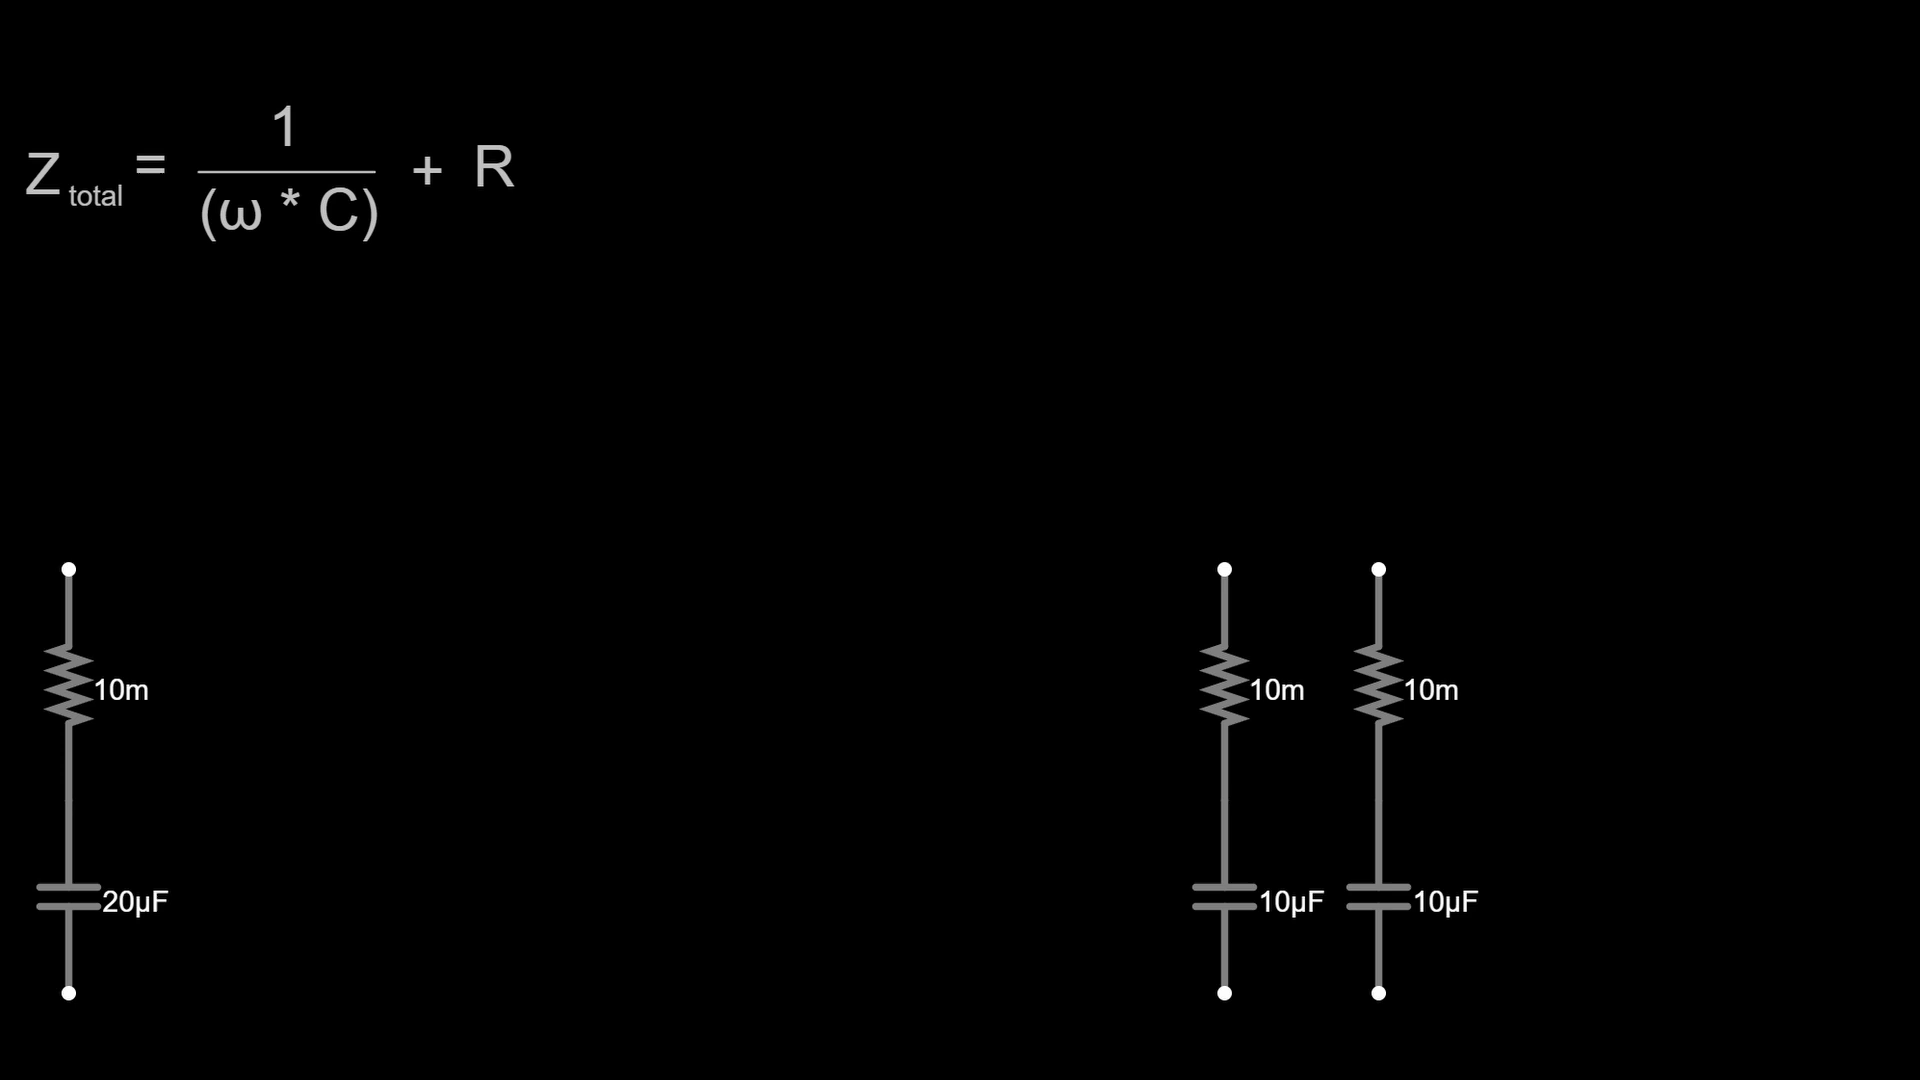 Z total = 1 / (ω * C) + R
10m
10m
10m
20µF
10µF
10µF